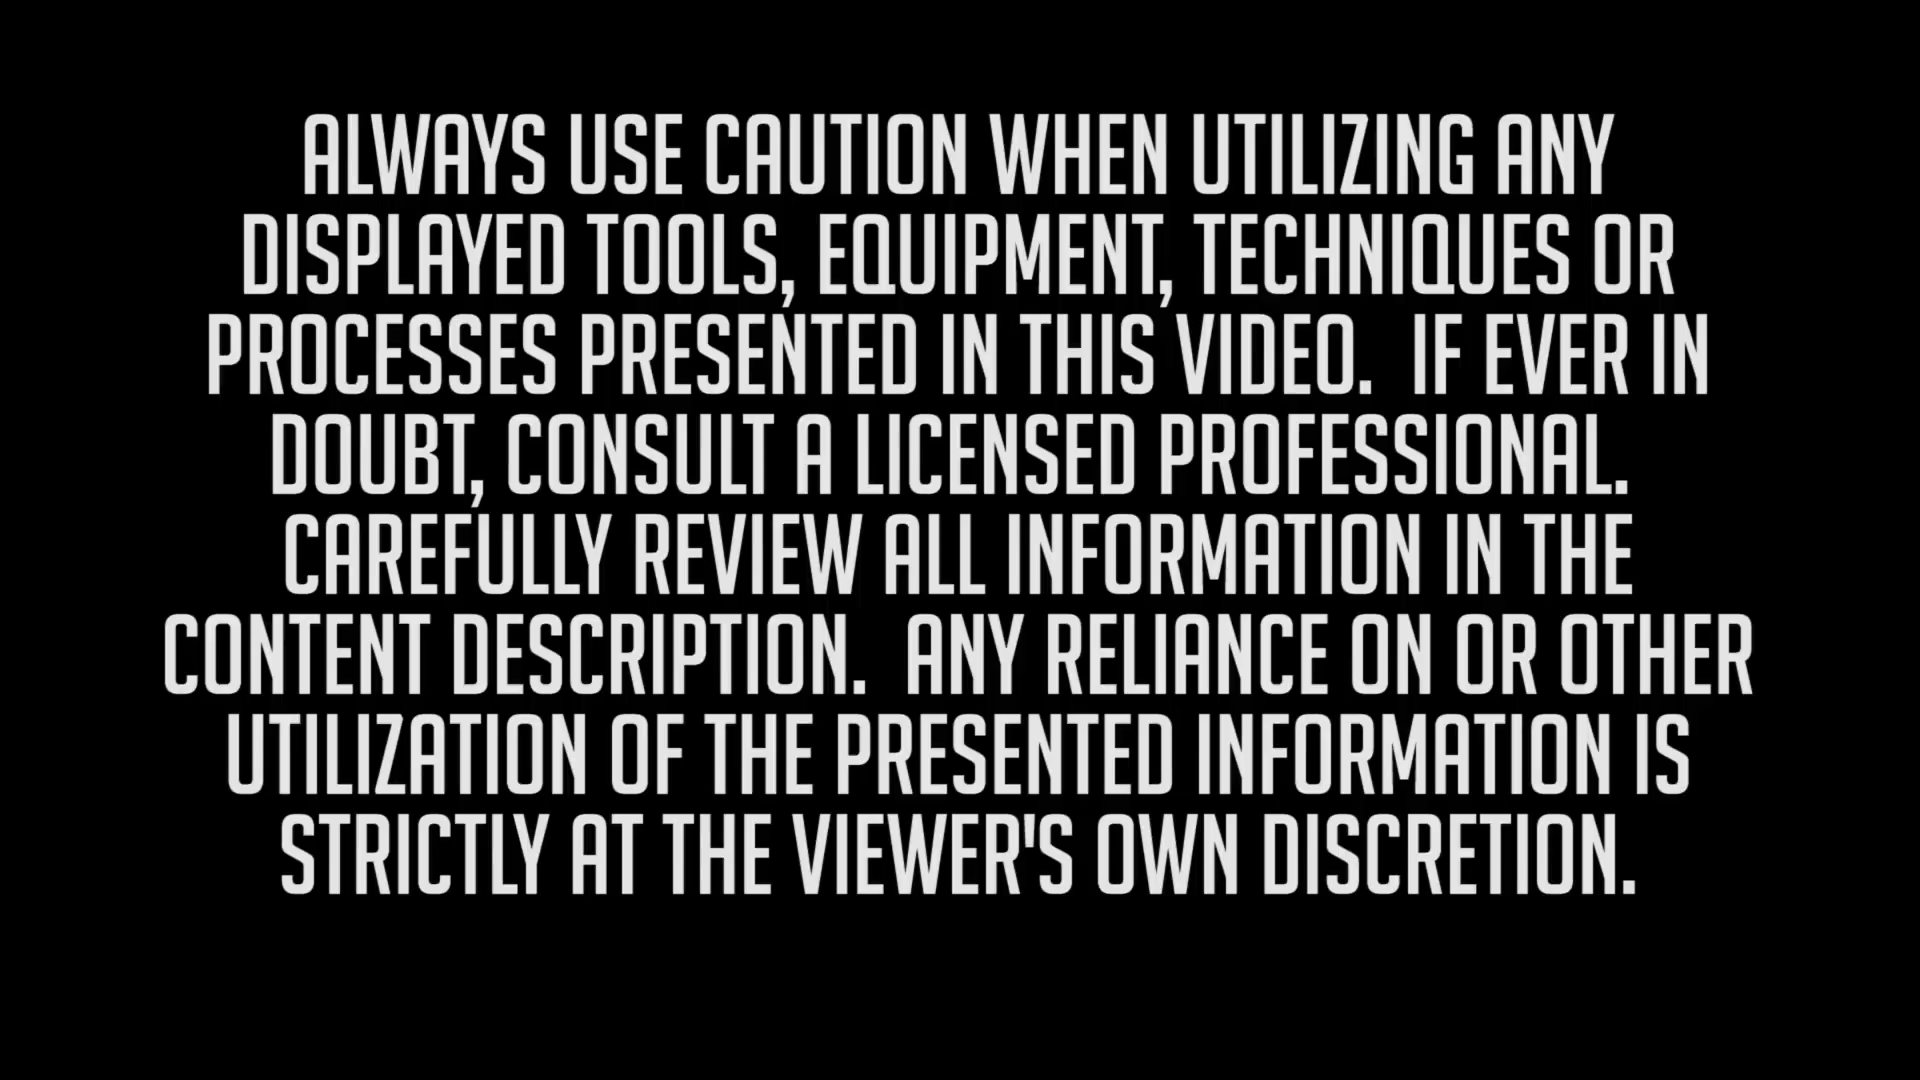 ALWAYS USE CAUTION WHEN UTILIZING ANY
DISPLAYED TOOLS, EQUIPMENT, TECHNIQUES OR
PROCESSES PRESENTED IN THIS VIDEO.  IF EVER IN
DOUBT, CONSULT A LICENSED PROFESSIONAL.
CAREFULLY REVIEW ALL INFORMATION IN THE
CONTENT DESCRIPTION.  ANY RELIANCE ON OR OTHER
UTILIZATION OF THE PRESENTED INFORMATION IS
STRICTLY AT THE VIEWER'S OWN DISCRETION.